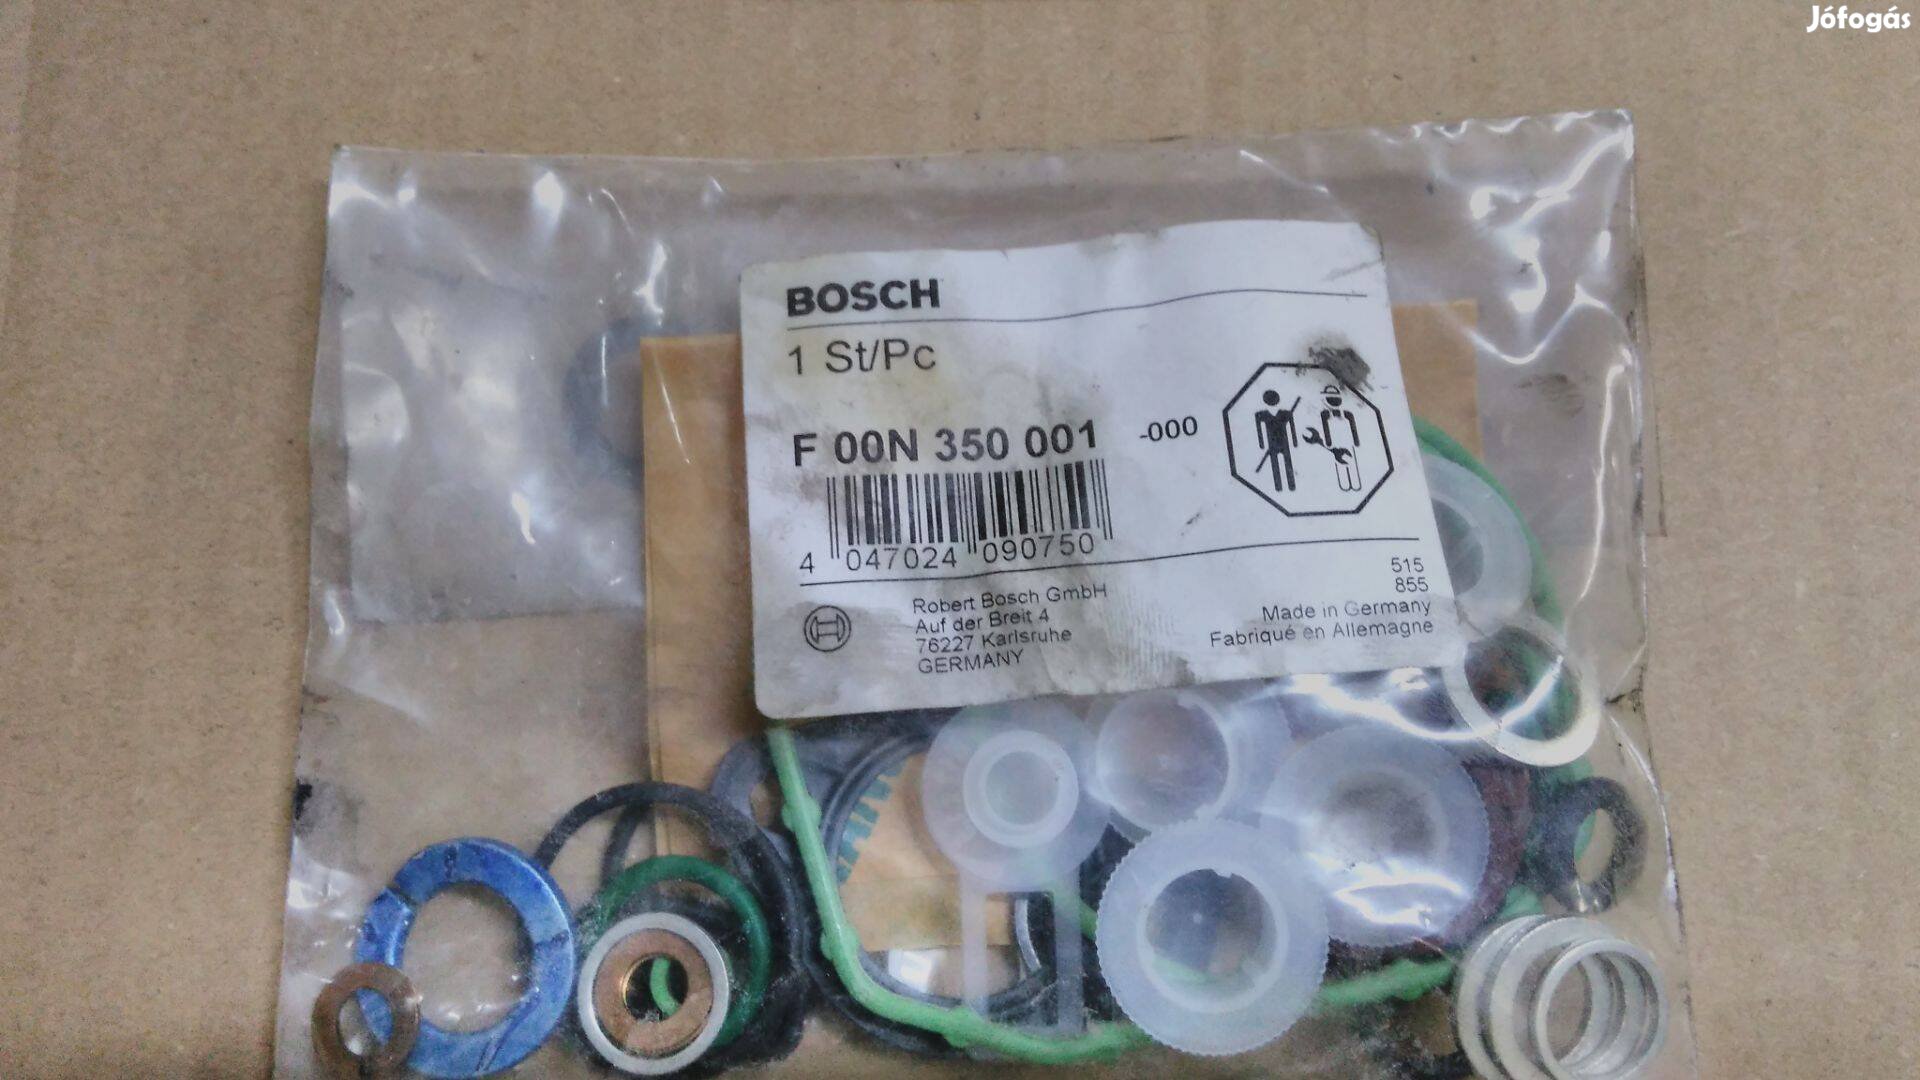 Jófogás
BOSCH
1 St/Pc
F 00N 350 001 -000
4 047024 090750
Robert Bosch GmbH
Auf der Breit 4
76227 Karlsruhe
GERMANY
515
855
Made in Germany
Fabriqué en Allemagne